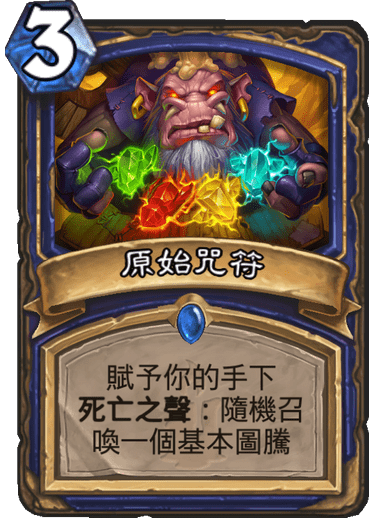 3
原始咒符
賦予你的手下
死亡之聲：隨機召
喚一個基本圖騰